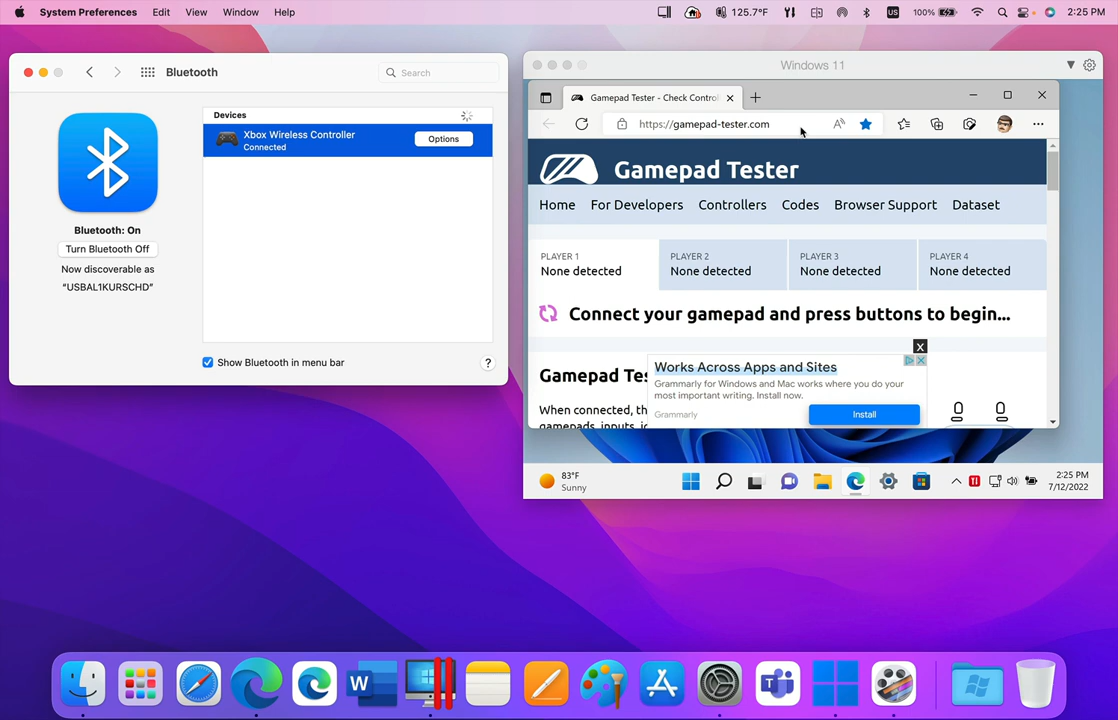 System Preferences Edit View Window Help
125.7°F US 100% 2:25 PM
Bluetooth
Search
Devices
Xbox Wireless Controller
Connected
Options
Bluetooth: On
Turn Bluetooth Off
Now discoverable as
“USBAL1KURSCHD”
Show Bluetooth in menu bar
?
Windows 11
Gamepad Tester - Check Control
https://gamepad-tester.com
Gamepad Tester
Home For Developers Controllers Codes Browser Support Dataset
PLAYER 1 PLAYER 2 PLAYER 3 PLAYER 4
None detected None detected None detected None detected
Connect your gamepad and press buttons to begin...
X
Gamepad Tes
Works Across Apps and Sites
Grammarly for Windows and Mac works where you do your
most important writing. Install now.
Grammarly
Install
When connected, th
83°F
Sunny
2:25 PM
7/12/2022
W